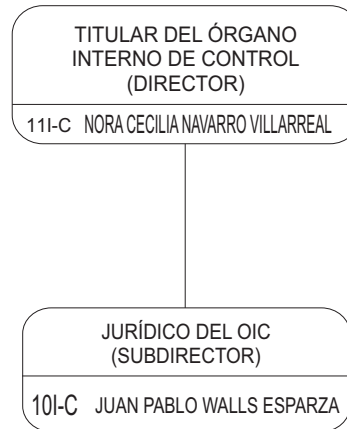 TITULAR DEL ÓRGANO
INTERNO DE CONTROL
(DIRECTOR)
11I-C NORA CECILIA NAVARRO VILLARREAL
JURÍDICO DEL OIC
(SUBDIRECTOR)
10I-C JUAN PABLO WALLS ESPARZA